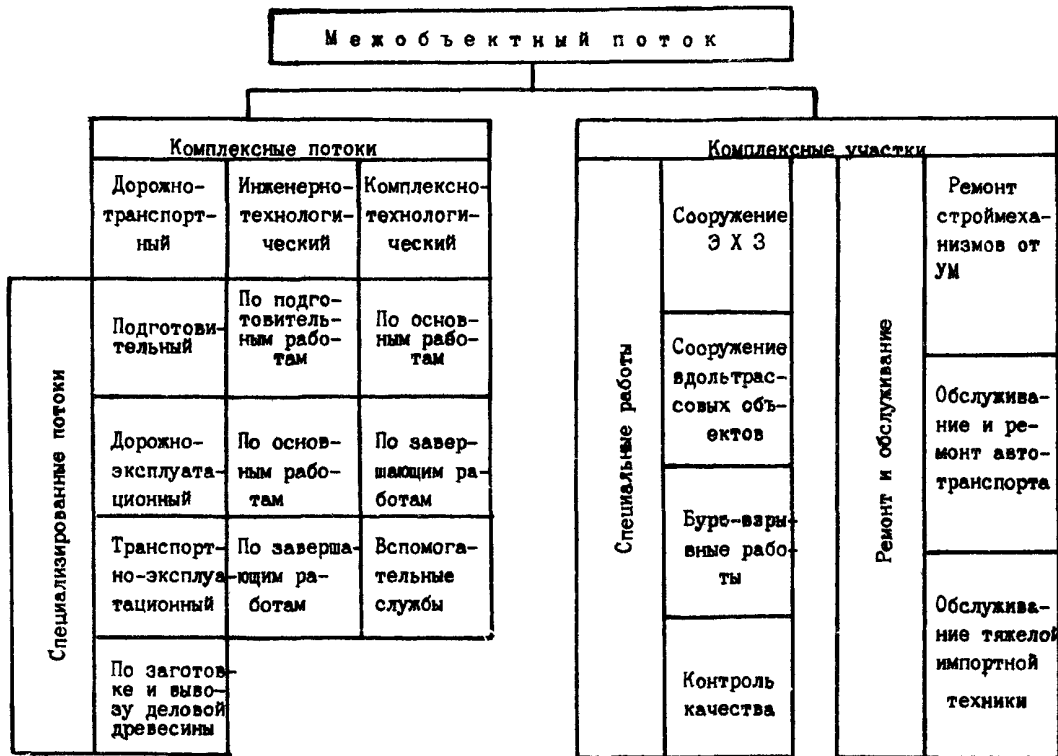 Межобъектный поток
Комплексные потоки
Дорожно-
транспорт-
ный
Инженерно-
технологи-
ческий
Комплексно-
технологи-
ческий
Специализированные потоки
Подготови-
тельный
По подго-
товитель-
ным рабо-
там
По основ-
ным рабо-
там
Дорожно-
эксплуата-
ционный
По основ-
ным рабо-
там
По завер-
шающим ра-
ботам
Транспорт-
но-эксплуа-
тационный
По заверша-
ющим ра-
ботам
Вспомога-
тельные
службы
По заготов-
ке и выво-
зу деловой
древесины
Комплексные участки
Специальные работы
Сооружение
ЭХЗ
Сооружение
вдольтрас-
совых объ-
ектов
Буро-взры-
вные рабо-
ты
Контроль
качества
Ремонт и обслуживание
Ремонт
строймеха-
низмов от
УМ
Обслужива-
ние и ре-
монт авто-
транспорта
Обслужива-
ние тяжелой
импортной
техники